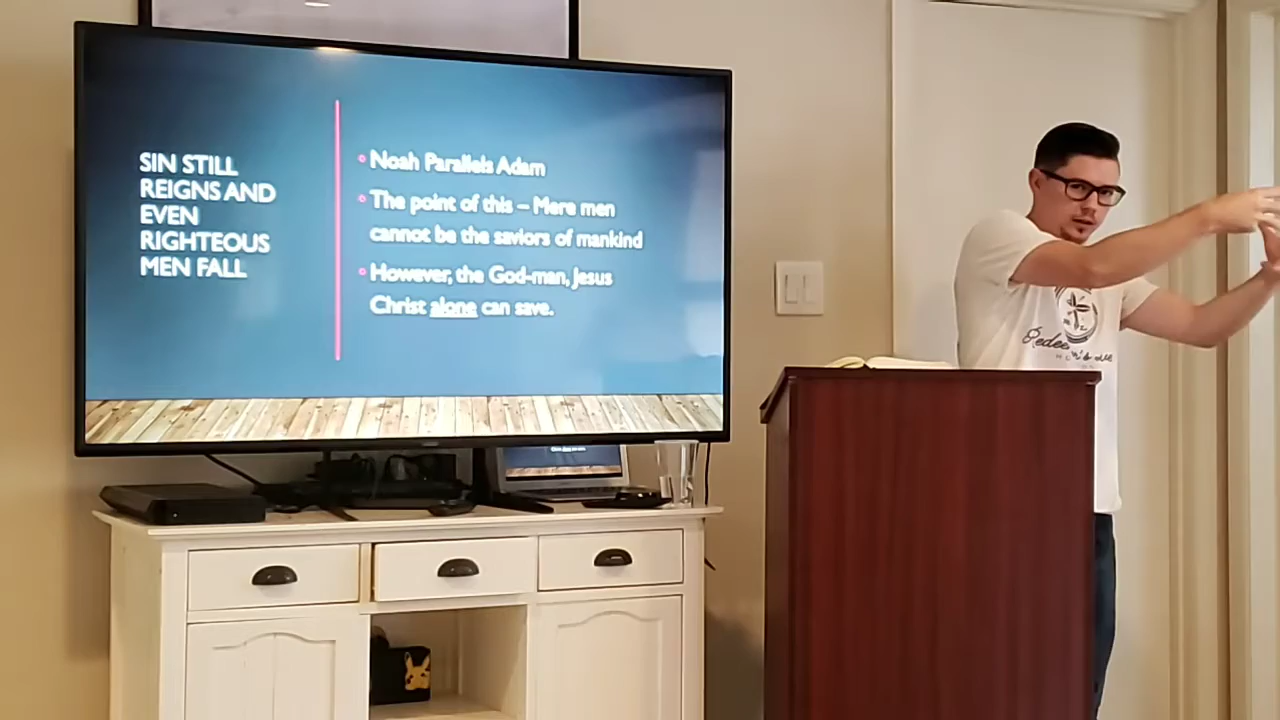 SIN STILL
REIGNS AND
EVEN
RIGHTEOUS
MEN FALL
• Noah Parallels Adam
• The point of this – Mere men
cannot be the saviors of mankind
• However, the God-man, Jesus
Christ alone can save.